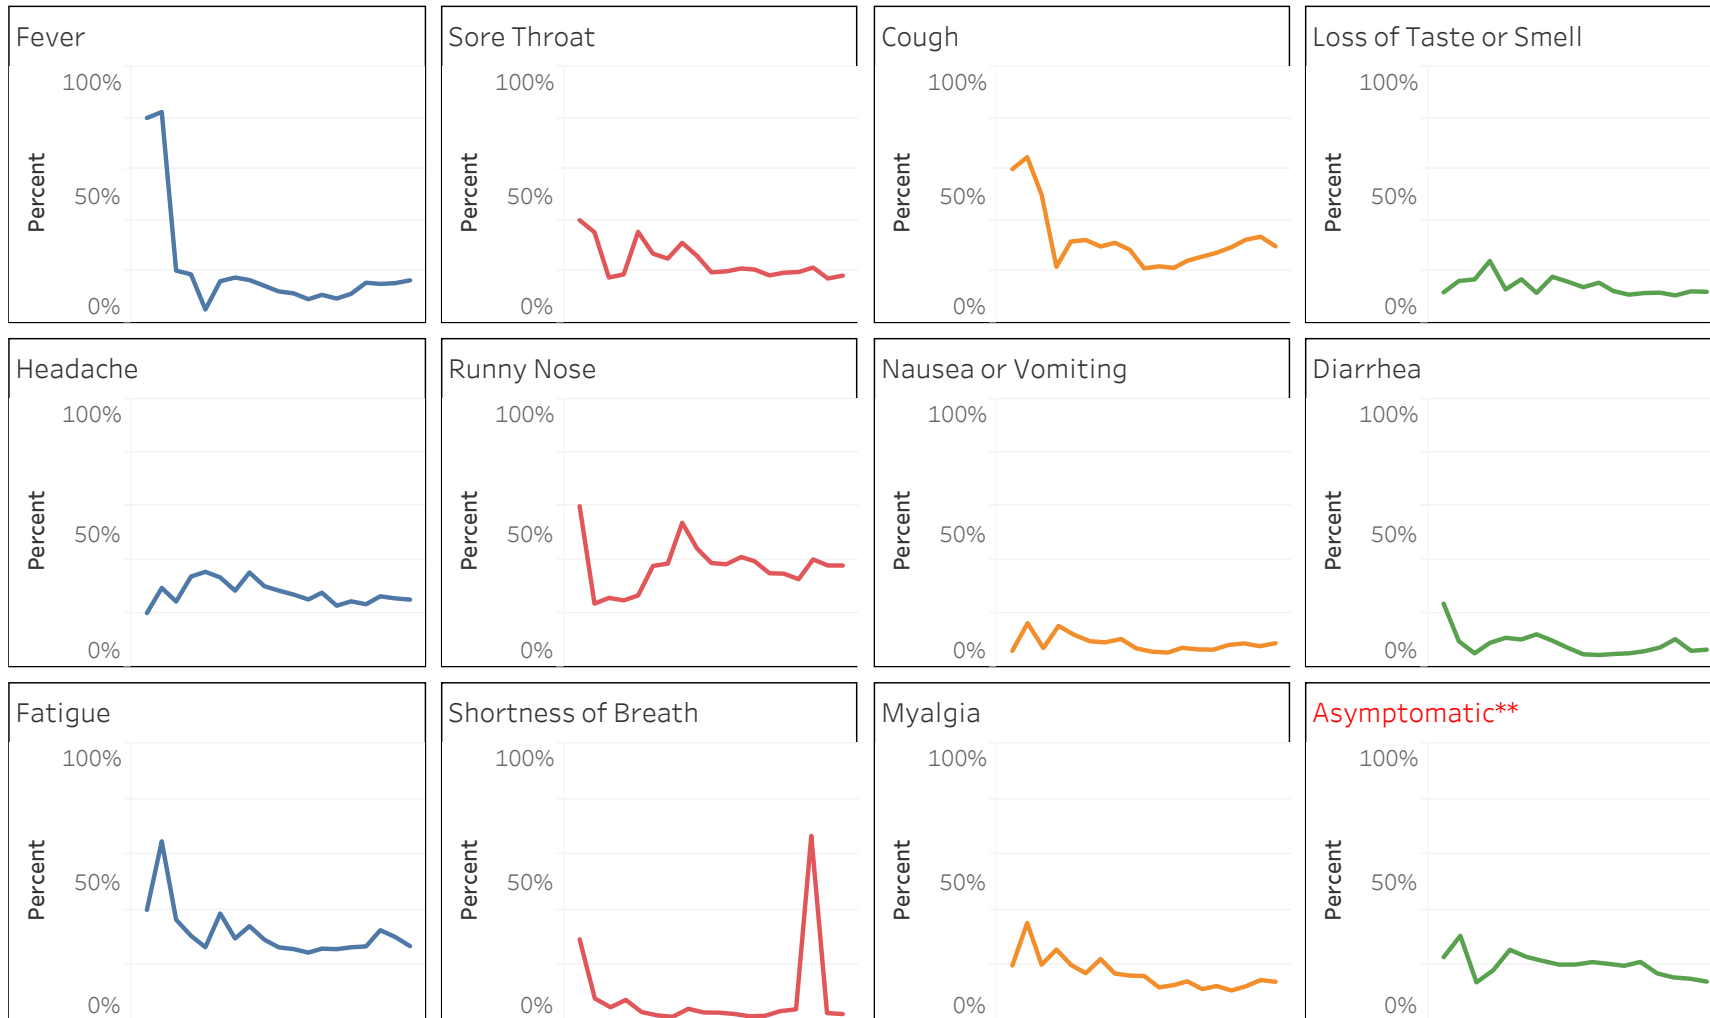 Fever
100%
50%
0%
Percent
Sore Throat
100%
50%
0%
Percent
Cough
100%
50%
0%
Percent
Loss of Taste or Smell
100%
50%
0%
Percent
Headache
100%
50%
0%
Percent
Runny Nose
100%
50%
0%
Percent
Nausea or Vomiting
100%
50%
0%
Percent
Diarrhea
100%
50%
0%
Percent
Fatigue
100%
50%
0%
Percent
Shortness of Breath
100%
50%
0%
Percent
Myalgia
100%
50%
0%
Percent
Asymptomatic**
100%
50%
0%
Percent